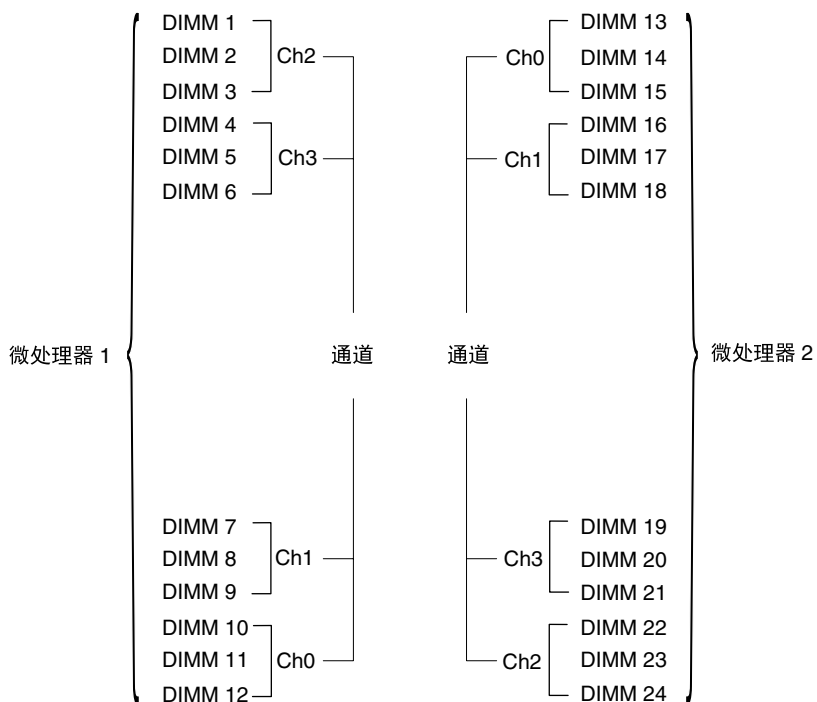 DIMM 1
DIMM 2
DIMM 3
Ch2
DIMM 4
DIMM 5
DIMM 6
Ch3
微处理器 1
通道
DIMM 7
DIMM 8
DIMM 9
Ch1
DIMM 10
DIMM 11
DIMM 12
Ch0
DIMM 13
DIMM 14
DIMM 15
Ch0
DIMM 16
DIMM 17
DIMM 18
Ch1
通道
微处理器 2
DIMM 19
DIMM 20
DIMM 21
Ch3
DIMM 22
DIMM 23
DIMM 24
Ch2